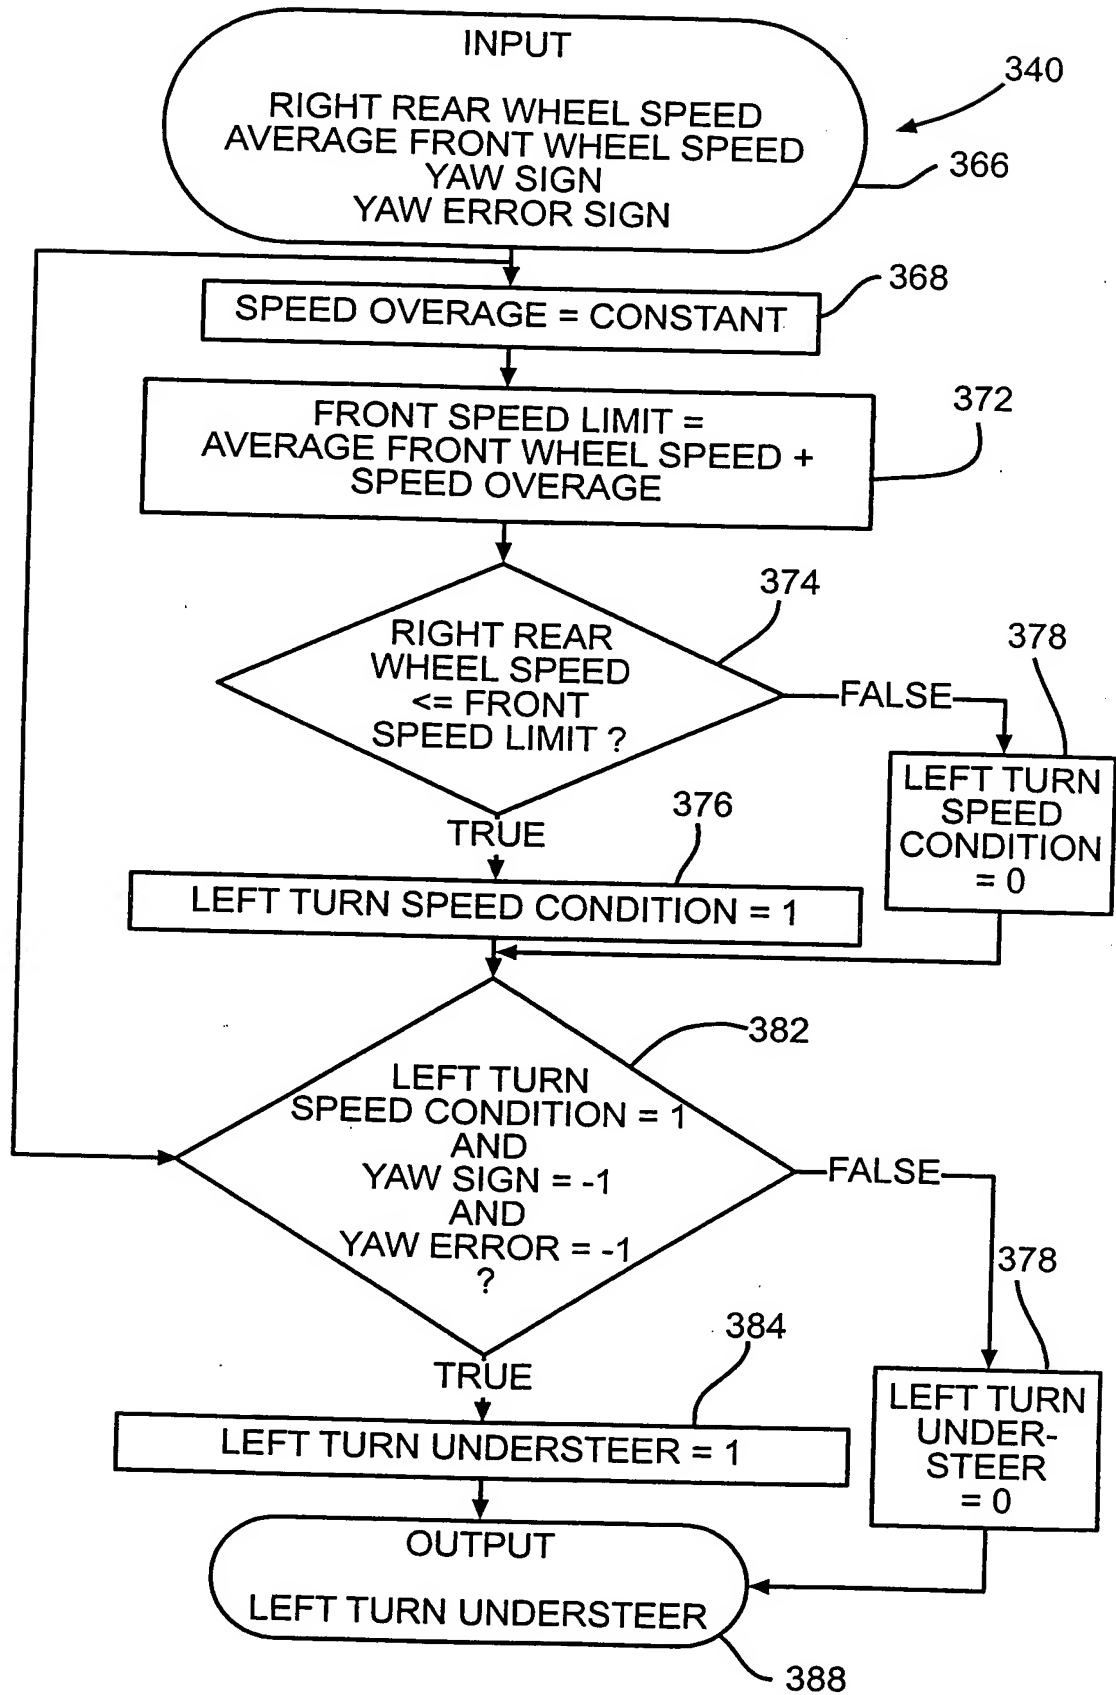 INPUT
RIGHT REAR WHEEL SPEED
AVERAGE FRONT WHEEL SPEED
YAW SIGN
YAW ERROR SIGN
340
366
368
SPEED OVERAGE = CONSTANT
372
FRONT SPEED LIMIT =
AVERAGE FRONT WHEEL SPEED +
SPEED OVERAGE
374
RIGHT REAR
WHEEL SPEED
<= FRONT
SPEED LIMIT ?
FALSE
378
LEFT TURN
SPEED
CONDITION
= 0
TRUE
376
LEFT TURN SPEED CONDITION = 1
382
LEFT TURN
SPEED CONDITION = 1
AND
YAW SIGN = -1
AND
YAW ERROR = -1
?
FALSE
378
LEFT TURN
UNDER-
STEER
= 0
TRUE
384
LEFT TURN UNDERSTEER = 1
OUTPUT
LEFT TURN UNDERSTEER
388